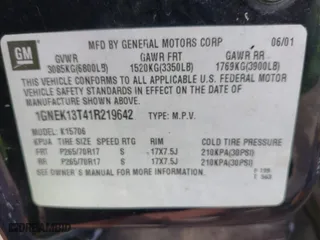 GM
MFD BY GENERAL MOTORS CORP 06/01
GVWR GAWR FRT GAWR RR
3085KG(6800LB) 1520KG(3350LB) 1769KG(3900LB)
THIS VEHICLE CONFORMS TO ALL APPLICABLE U.S. FEDERAL MOTOR
VEHICLE SAFETY STANDARDS IN EFFECT ON THE DATE OF
MANUFACTURE SHOWN ABOVE.
1GNEK13T41R219642 TYPE: M.P.V.
MODEL: K15706
TIRE SIZE SPEED RTG RIM COLD TIRE PRESSURE
FRT P265/70R17 S 17X7.5J 210KPA(30PSI)
RR P265/70R17 S 17X7.5J 210KPA(30PSI)
SEE OWNER'S MANUAL FOR MORE INFORMATION.